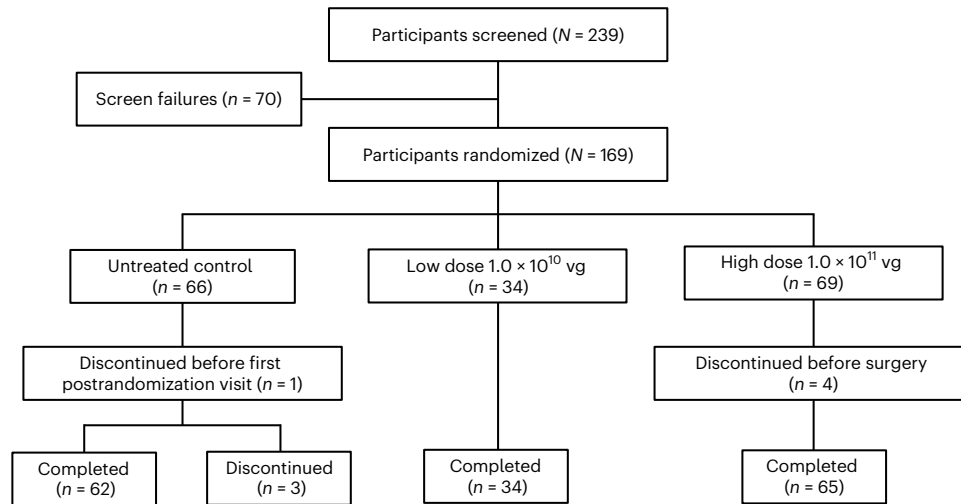 Participants screened (N = 239)
Screen failures (n = 70)
Participants randomized (N = 169)
Untreated control
(n = 66)
Low dose 1.0 × 10¹⁰ vg
(n = 34)
High dose 1.0 × 10¹¹ vg
(n = 69)
Discontinued before first
postrandomization visit (n = 1)
Discontinued before surgery
(n = 4)
Completed
(n = 62)
Discontinued
(n = 3)
Completed
(n = 34)
Completed
(n = 65)